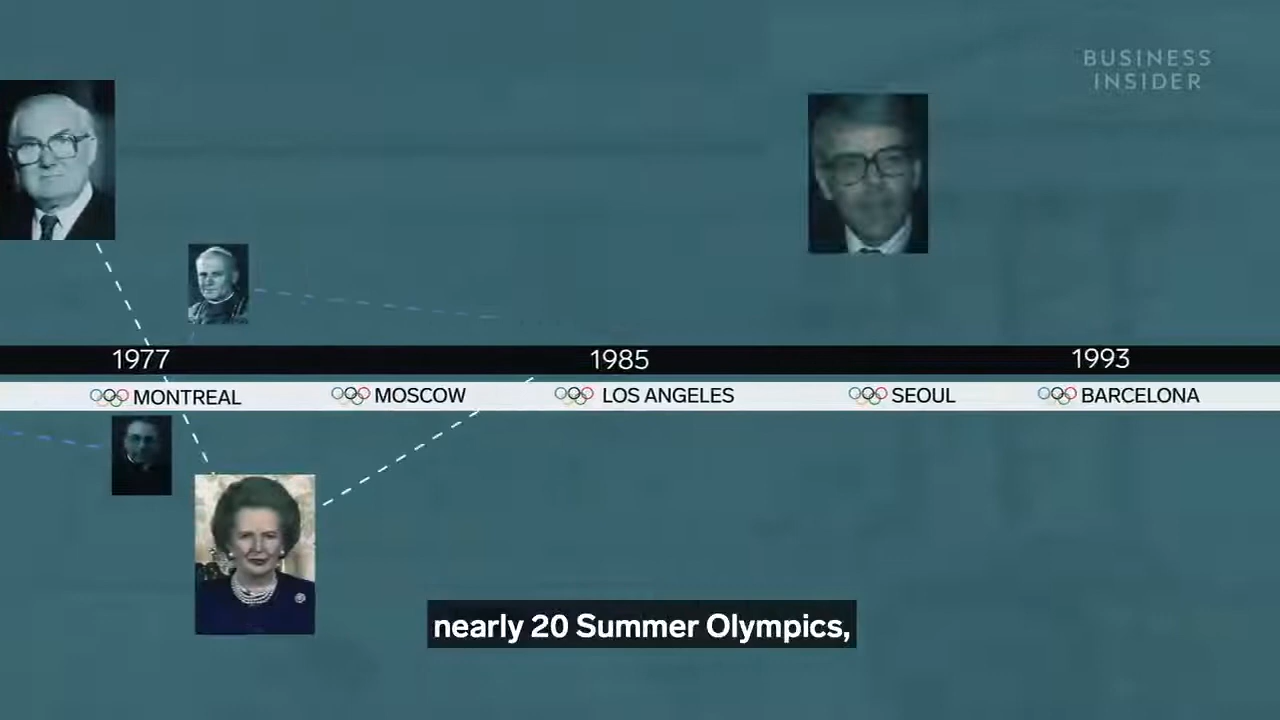 BUSINESS
INSIDER
1977 1985 1993
MONTREAL MOSCOW LOS ANGELES SEOUL BARCELONA
nearly 20 Summer Olympics,